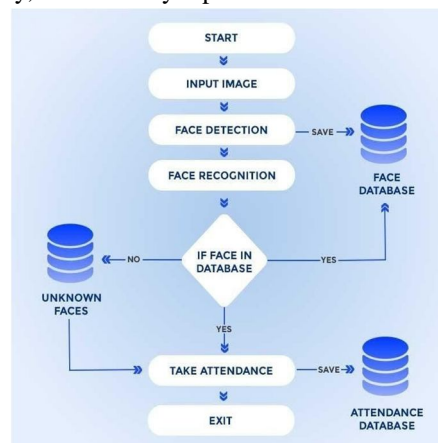 START
INPUT IMAGE
FACE DETECTION
SAVE
FACE
DATABASE
FACE RECOGNITION
IF FACE IN
DATABASE
NO
YES
UNKNOWN
FACES
YES
TAKE ATTENDANCE
SAVE
EXIT
ATTENDANCE
DATABASE